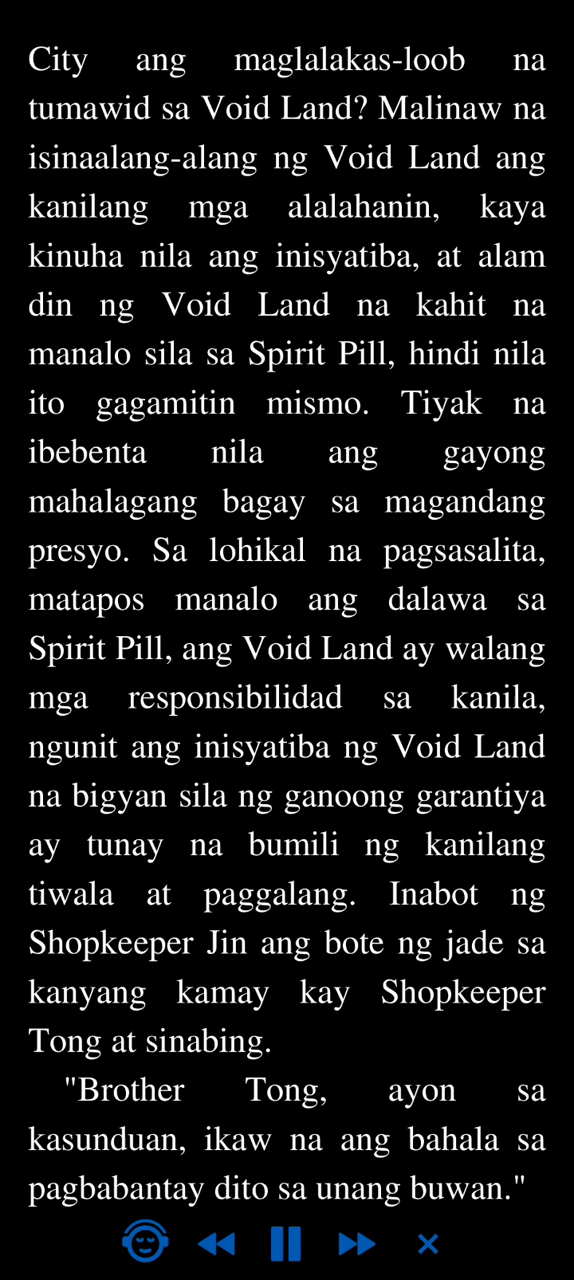 City ang maglalakas-loob na
tumawid sa Void Land? Malinaw na
isinaalang-alang ng Void Land ang
kanilang mga alalahanin, kaya
kinuha nila ang inisyatiba, at alam
din ng Void Land na kahit na
manalo sila sa Spirit Pill, hindi nila
ito gagamitin mismo. Tiyak na
ibebenta nila ang gayong
mahalagang bagay sa magandang
presyo. Sa lohikal na pagsasalita,
matapos manalo ang dalawa sa
Spirit Pill, ang Void Land ay walang
mga responsibilidad sa kanila,
ngunit ang inisyatiba ng Void Land
na bigyan sila ng ganoong garantiya
ay tunay na bumili ng kanilang
tiwala at paggalang. Inabot ng
Shopkeeper Jin ang bote ng jade sa
kanyang kamay kay Shopkeeper
Tong at sinabing.
"Brother Tong, ayon sa
kasunduan, ikaw na ang bahala sa
pagbabantay dito sa unang buwan."